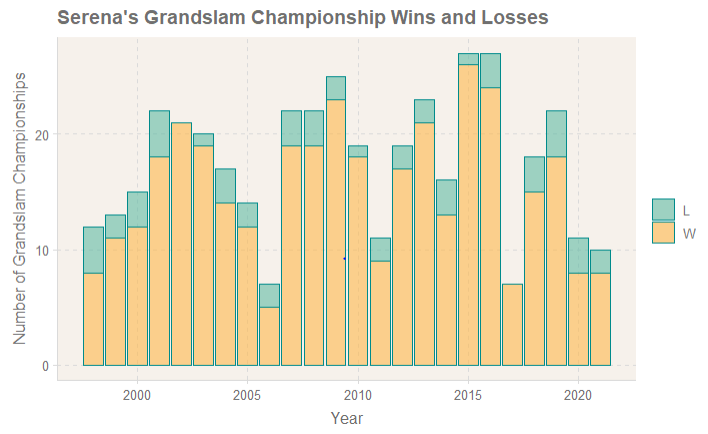 Serena's Grandslam Championship Wins and Losses
Number of Grandslam Championships
20
10
0
2000 2005 2010 2015 2020
Year
L
W